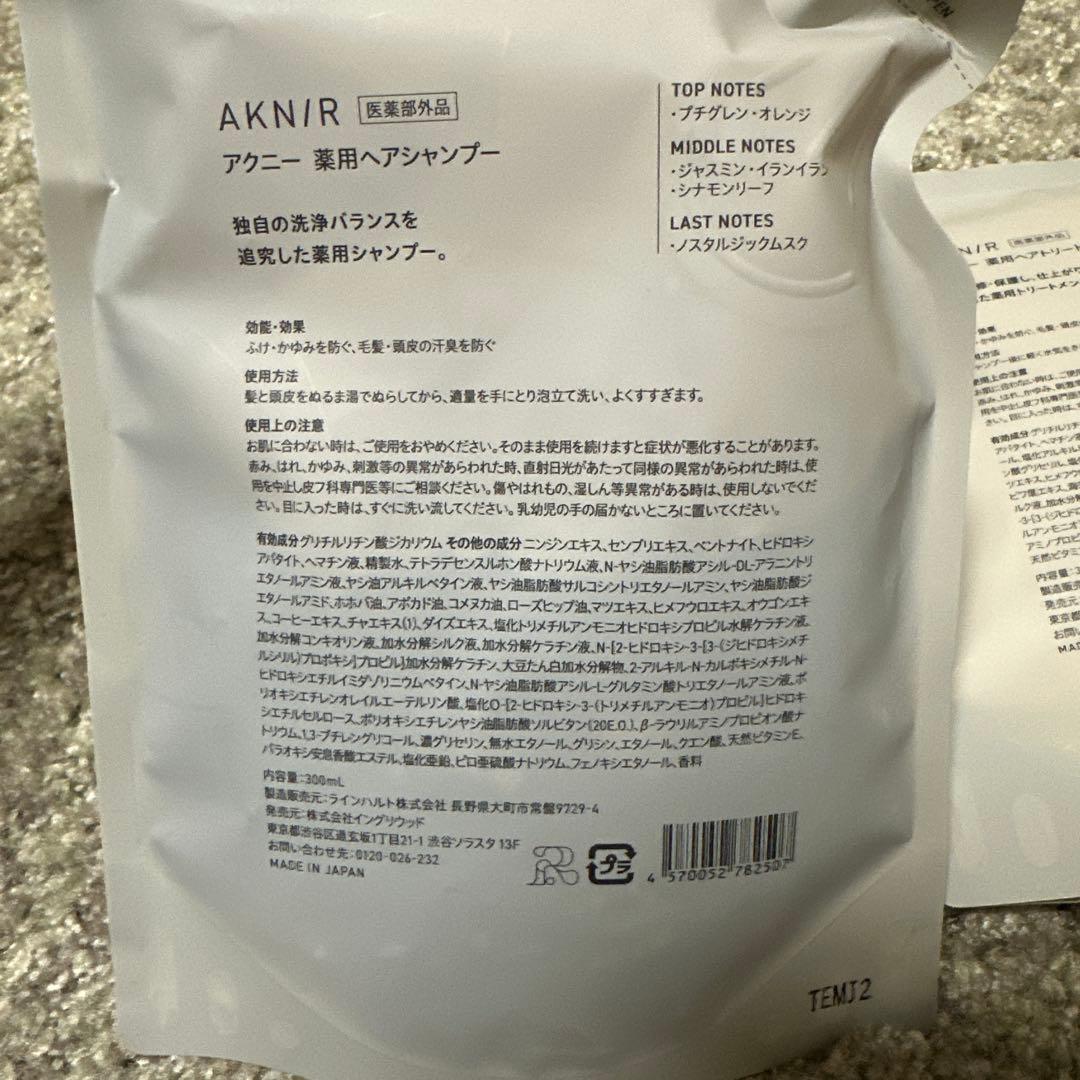 OPEN
AKN/R 医薬部外品
アクニー 薬用ヘアシャンプー
独自の洗浄バランスを
追究した薬用シャンプー。
TOP NOTES
・プチグレン・オレンジ
MIDDLE NOTES
・ジャスミン・イランイラン
・シナモンリーフ
LAST NOTES
・ノスタルジックムスク
効能・効果
ふけ・かゆみを防ぐ、毛髪・頭皮の汗臭を防ぐ
使用方法
髪と頭皮をぬるま湯でぬらしてから、適量を手にとり泡立て洗い、よくすすぎます。
使用上の注意
お肌に合わない時は、ご使用をおやめください。そのまま使用を続けますと症状が悪化することがあります。
赤み、はれ、かゆみ、刺激等の異常があらわれた時、直射日光があたって同様の異常があらわれた時は、使
用を中止し皮フ科専門医等にご相談ください。傷やはれもの、湿しん等異常がある時は、使用しないでくだ
さい。目に入った時は、すぐに洗い流してください。乳幼児の手の届かないところに置いてください。
有効成分 グリチルリチン酸ジカリウム その他の成分 ニンジンエキス、センブリエキス、ベントナイト、ヒドロキシ
アパタイト、ヘマチン液、精製水、テトラデセンスルホン酸ナトリウム液、N-ヤシ油脂肪酸アシル-DL-アラニントリ
エタノールアミン液、ヤシ油アルキルベタイン液、ヤシ油脂肪酸サルコシントリエタノールアミン、ヤシ油脂肪酸ジ
エタノールアミド、ホホバ油、アボカド油、コメヌカ油、ローズヒップ油、マツエキス、ヒメフウロエキス、オウゴンエキ
ス、コーヒーエキス、チャエキス(1)、ダイズエキス、塩化トリメチルアンモニオヒドロキシプロピル水解ケラチン液、
加水分解コンキオリン液、加水分解シルク液、加水分解ケラチン液、N-[2-ヒドロキシ-3-[3-(ジヒドロキシメチ
ルシリル)プロポキシ]プロピル]加水分解ケラチン、大豆たん白加水分解物、2-アルキル-N-カルボキシメチル-N-
ヒドロキシエチルイミダゾリニウムベタイン、N-ヤシ油脂肪酸アシル-L-グルタミン酸トリエタノールアミン液、ポ
リオキシエチレンオレイルエーテルリン酸、塩化O-[2-ヒドロキシ-3-(トリメチルアンモニオ)プロピル]ヒドロキ
シエチルセルロース、ポリオキシエチレンヤシ油脂肪酸ソルビタン(20E.O.)、β-ラウリルアミノプロピオン酸ナ
トリウム、1,3-ブチレングリコール、濃グリセリン、無水エタノール、グリシン、エタノール、クエン酸、天然ビタミンE、
パラオキシ安息香酸エステル、塩化亜鉛、ピロ亜硫酸ナトリウム、フェノキシエタノール、香料
内容量:300mL
製造販売元:ラインハルト株式会社 長野県大町市常盤9729-4
発売元:株式会社イングリウッド
東京都渋谷区道玄坂1丁目21-1 渋谷ソラスタ 13F
お問い合わせ先:0120-026-232
MADE IN JAPAN
プラ
4 570052 782507
TEMJ2
N/R 医薬部外品
ニー 薬用ヘアトリート